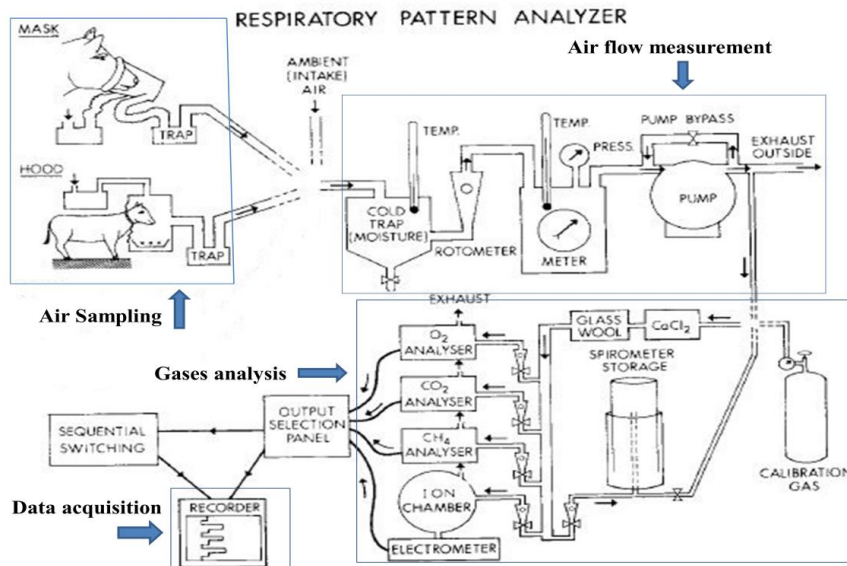 RESPIRATORY PATTERN ANALYZER
MASK
TRAP
HOOD
TRAP
Air Sampling
AMBIENT
(INTAKE)
AIR
Air flow measurement
TEMP.
COLD
TRAP
(MOISTURE)
ROTOMETER
TEMP.
PRESS.
METER
PUMP BYPASS
PUMP
EXHAUST
OUTSIDE
EXHAUST
Gases analysis
O2
ANALYSER
CO2
ANALYSER
CH4
ANALYSER
ION
CHAMBER
ELECTROMETER
GLASS
WOOL
CaCl2
SPIROMETER
STORAGE
CALIBRATION
GAS
OUTPUT
SELECTION
PANEL
SEQUENTIAL
SWITCHING
Data acquisition
RECORDER